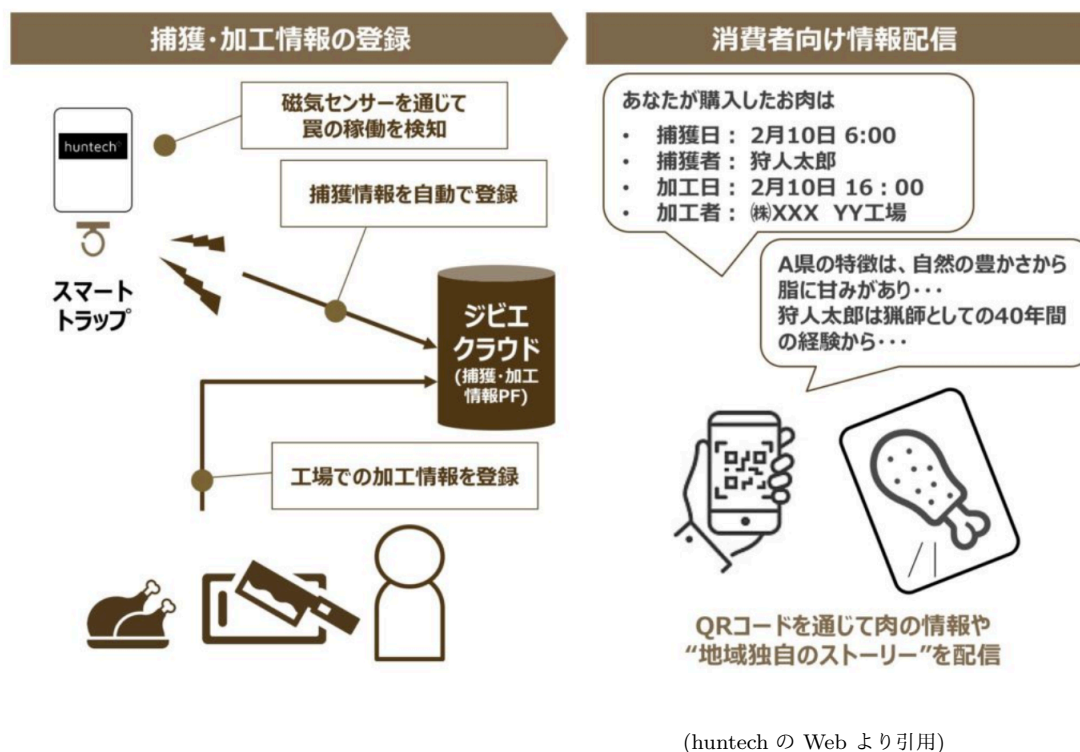 捕獲・加工情報の登録
磁気センサーを通じて
罠の稼働を検知
huntech
捕獲情報を自動で登録
スマート
トラップ
ジビエ
クラウド
(捕獲・加工
情報PF)
工場での加工情報を登録
消費者向け情報配信
あなたが購入したお肉は
• 捕獲日： 2月10日 6:00
• 捕獲者： 狩人太郎
• 加工日： 2月10日 16：00
• 加工者： ㈱XXX YY工場
A県の特徴は、自然の豊かさから
脂に甘みがあり・・・
狩人太郎は猟師としての40年間
の経験から・・・
QRコードを通じて肉の情報や
“地域独自のストーリー”を配信
(huntech の Web より引用)